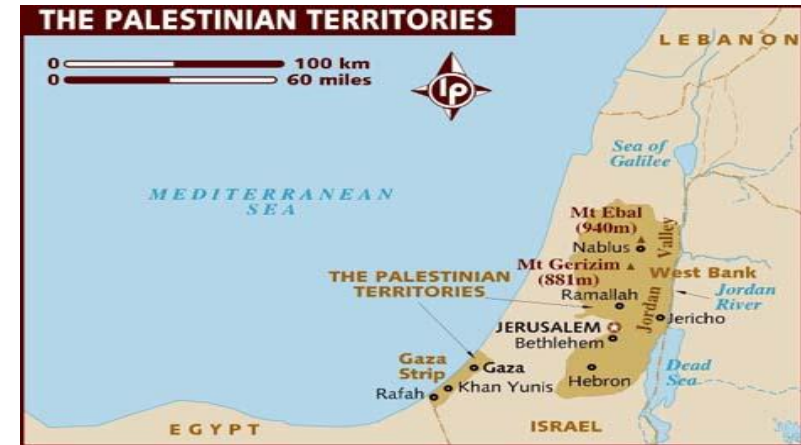 THE PALESTINIAN TERRITORIES
0 100 km
0 60 miles
lp
LEBANON
Sea of
Galilee
MEDITERRANEAN
SEA
Mt Ebal
(940m)
Nablus
Valley
Mt Gerizim
(881m)
West Bank
THE PALESTINIAN
TERRITORIES
Ramallah
Jordan
Jordan
River
JERUSALEM
Jericho
Bethlehem
Gaza
Strip
Gaza
Dead
Sea
Khan Yunis
Hebron
Rafah
EGYPT
ISRAEL